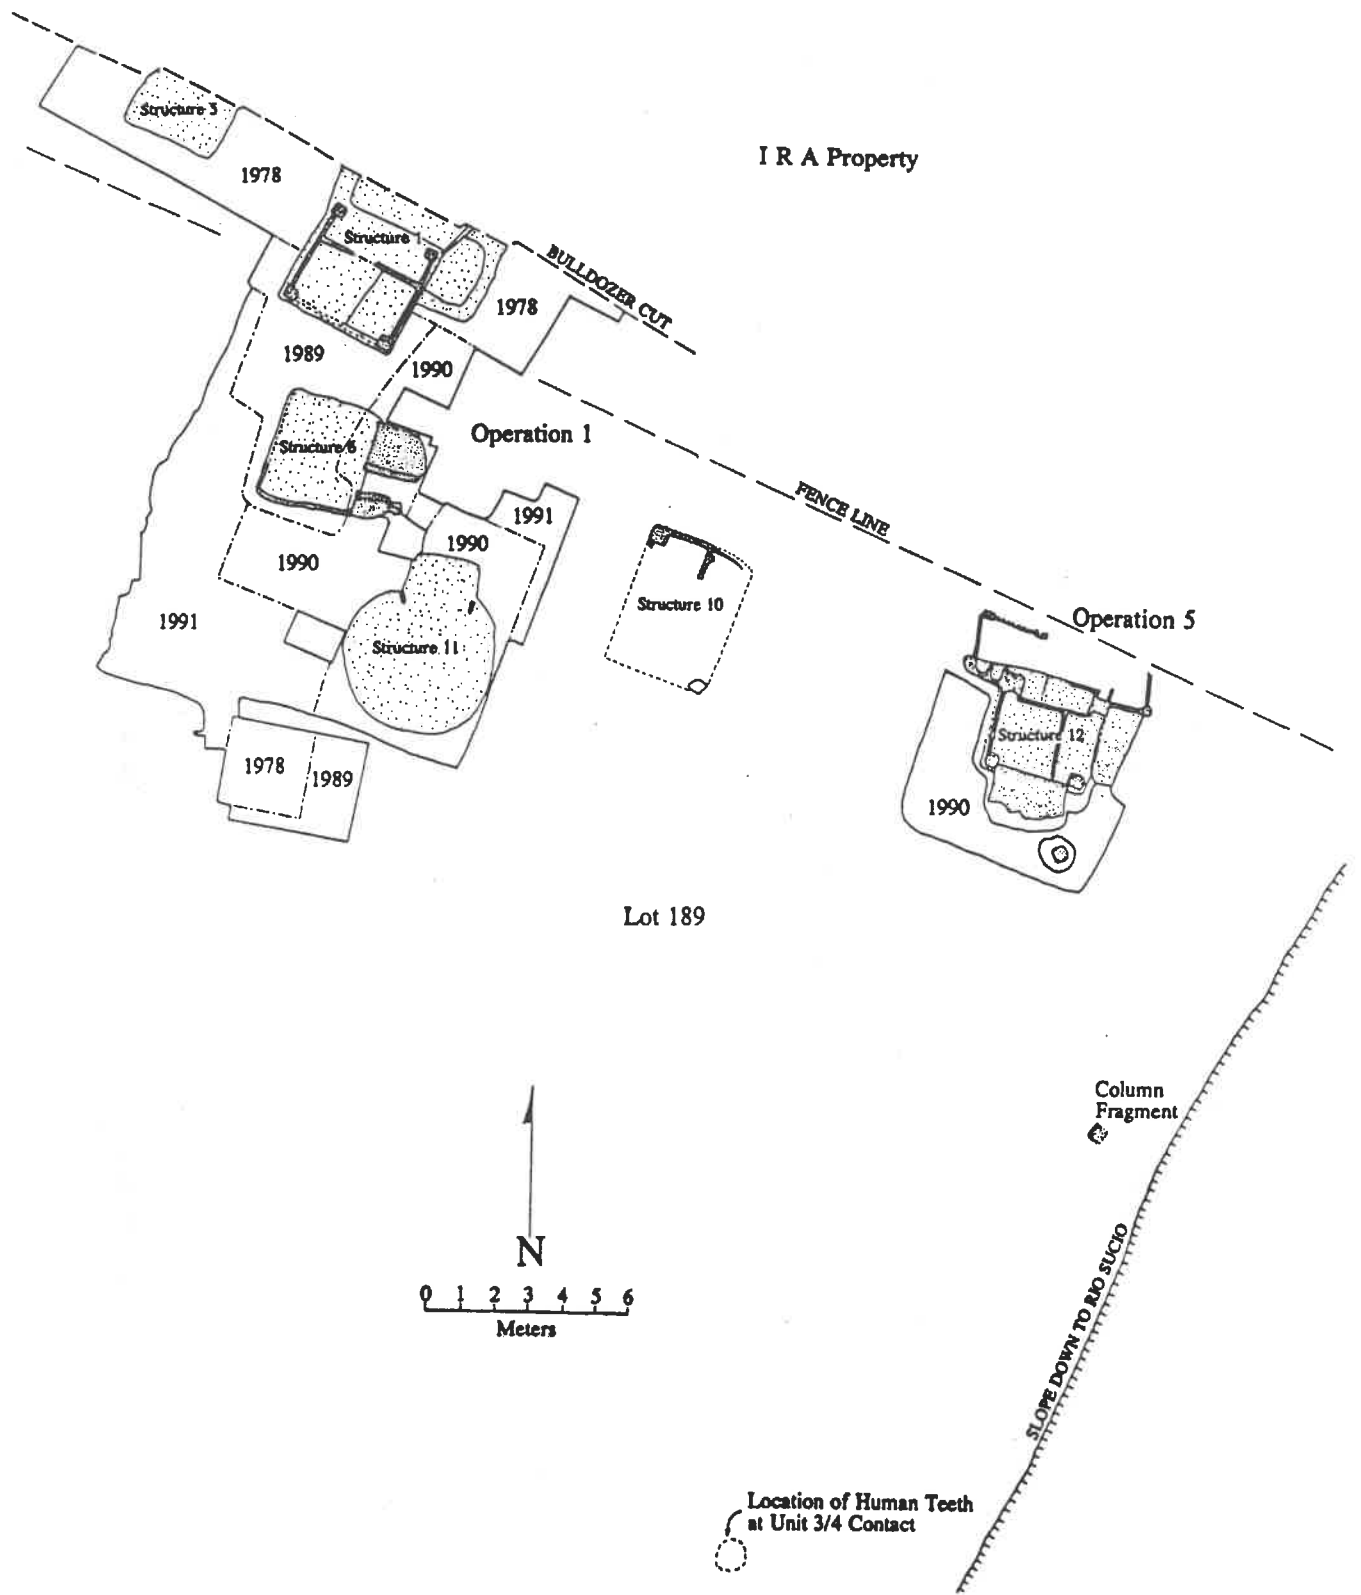 Structure 3
I R A Property
1978
Structure 1
BULLDOZER CUT
1978
1989
1990
Operation 1
Structure 6
FENCE LINE
1991
1990
1990
Structure 10
Operation 5
1991
Structure 11
Structure 12
1978
1989
1990
Lot 189
Column
Fragment
N
0 1 2 3 4 5 6
Meters
SLOPE DOWN TO RIO SUCIO
Location of Human Teeth
at Unit 3/4 Contact